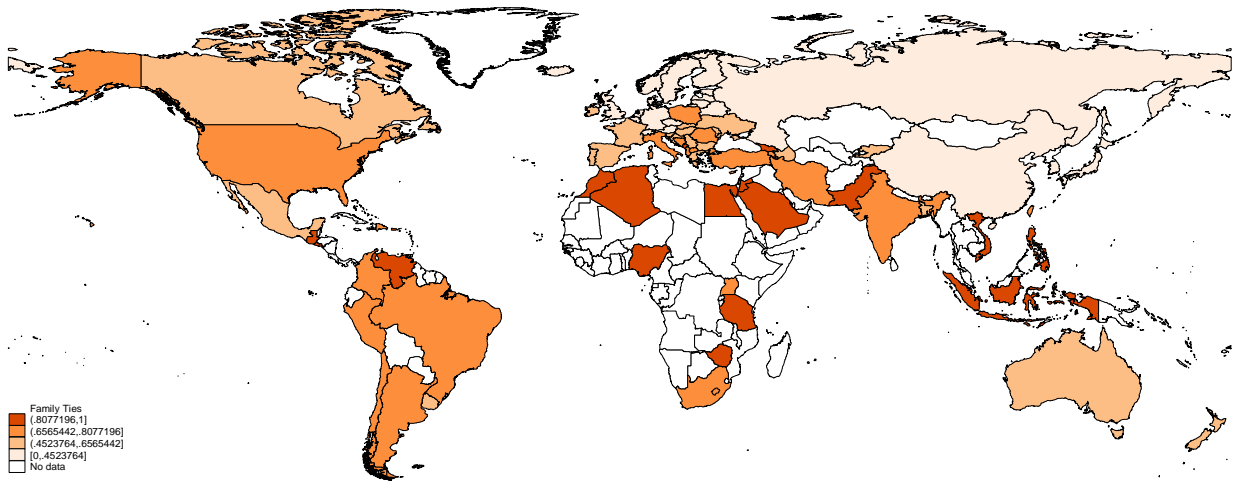 Family Ties
(.8077196,1]
(.6565442,.8077196]
(.4523764,.6565442]
[0,.4523764]
No data